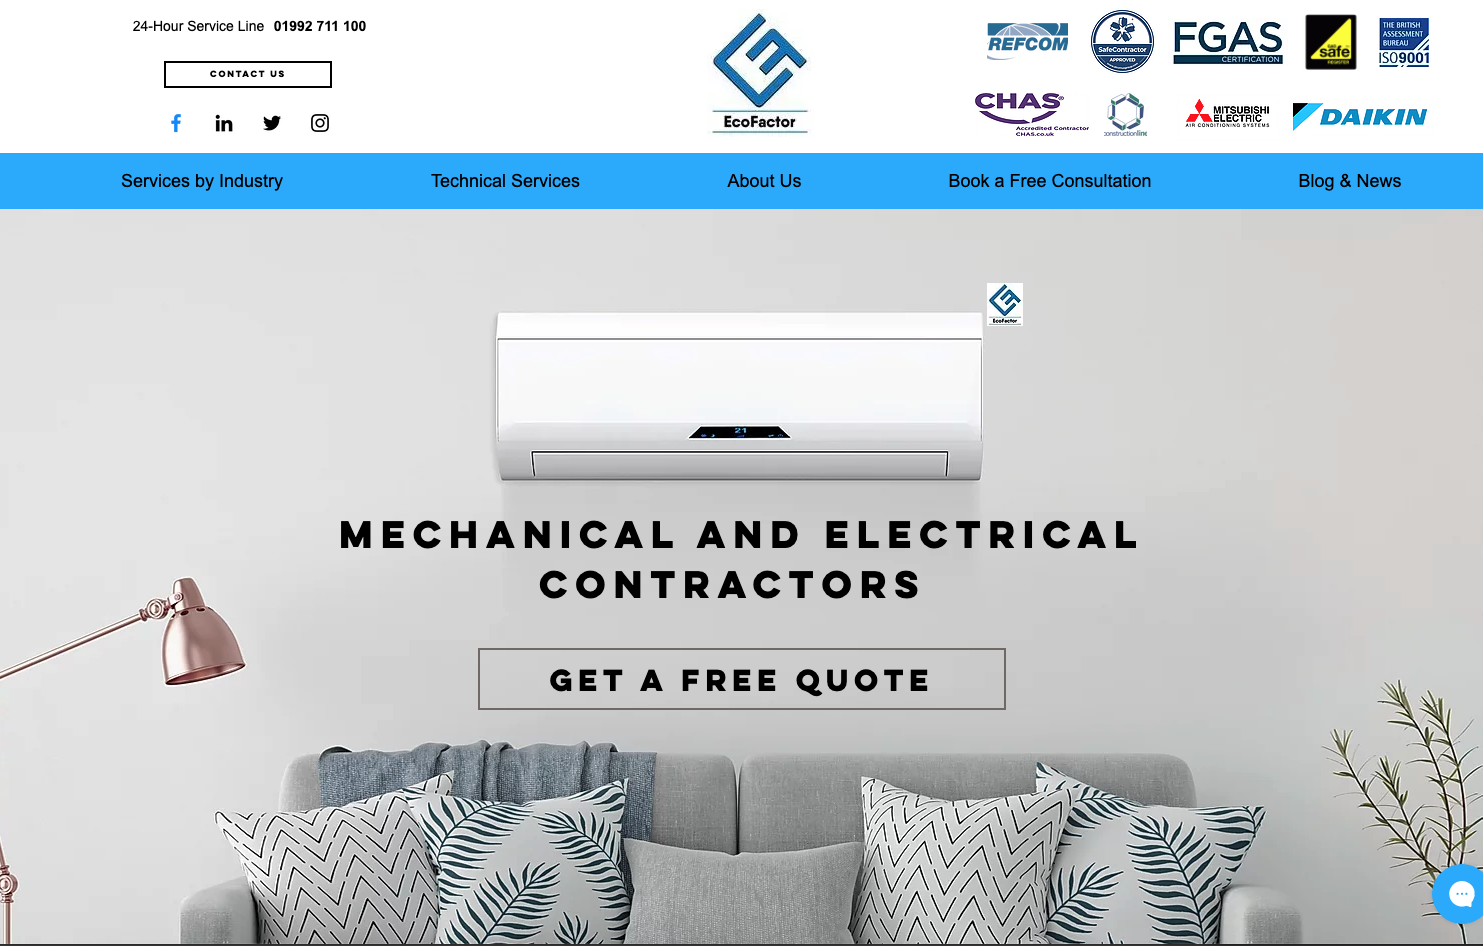 24-Hour Service Line 01992 711 100
CONTACT US
EcoFactor
REFCOM
SafeContractor
APPROVED
FGAS
CERTIFICATION
safe
REGISTER
THE BRITISH
ASSESSMENT
BUREAU
ISO9001
CHAS®
Accredited Contractor
CHAS.co.uk
constructionline
MITSUBISHI
ELECTRIC
AIR CONDITIONING SYSTEMS
DAIKIN
Services by Industry
Technical Services
About Us
Book a Free Consultation
Blog & News
EcoFactor
21
MECHANICAL AND ELECTRICAL
CONTRACTORS
GET A FREE QUOTE